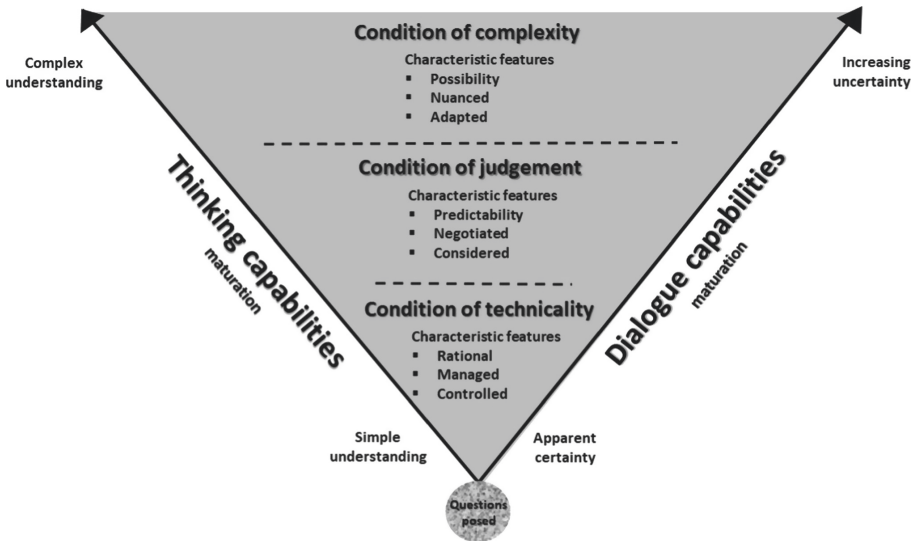 Condition of complexity
Characteristic features
▪ Possibility
▪ Nuanced
▪ Adapted
Complex
understanding
Increasing
uncertainty
Condition of judgement
Characteristic features
▪ Predictability
▪ Negotiated
▪ Considered
Thinking capabilities
maturation
Dialogue capabilities
maturation
Condition of technicality
Characteristic features
▪ Rational
▪ Managed
▪ Controlled
Simple
understanding
Apparent
certainty
Questions
posed